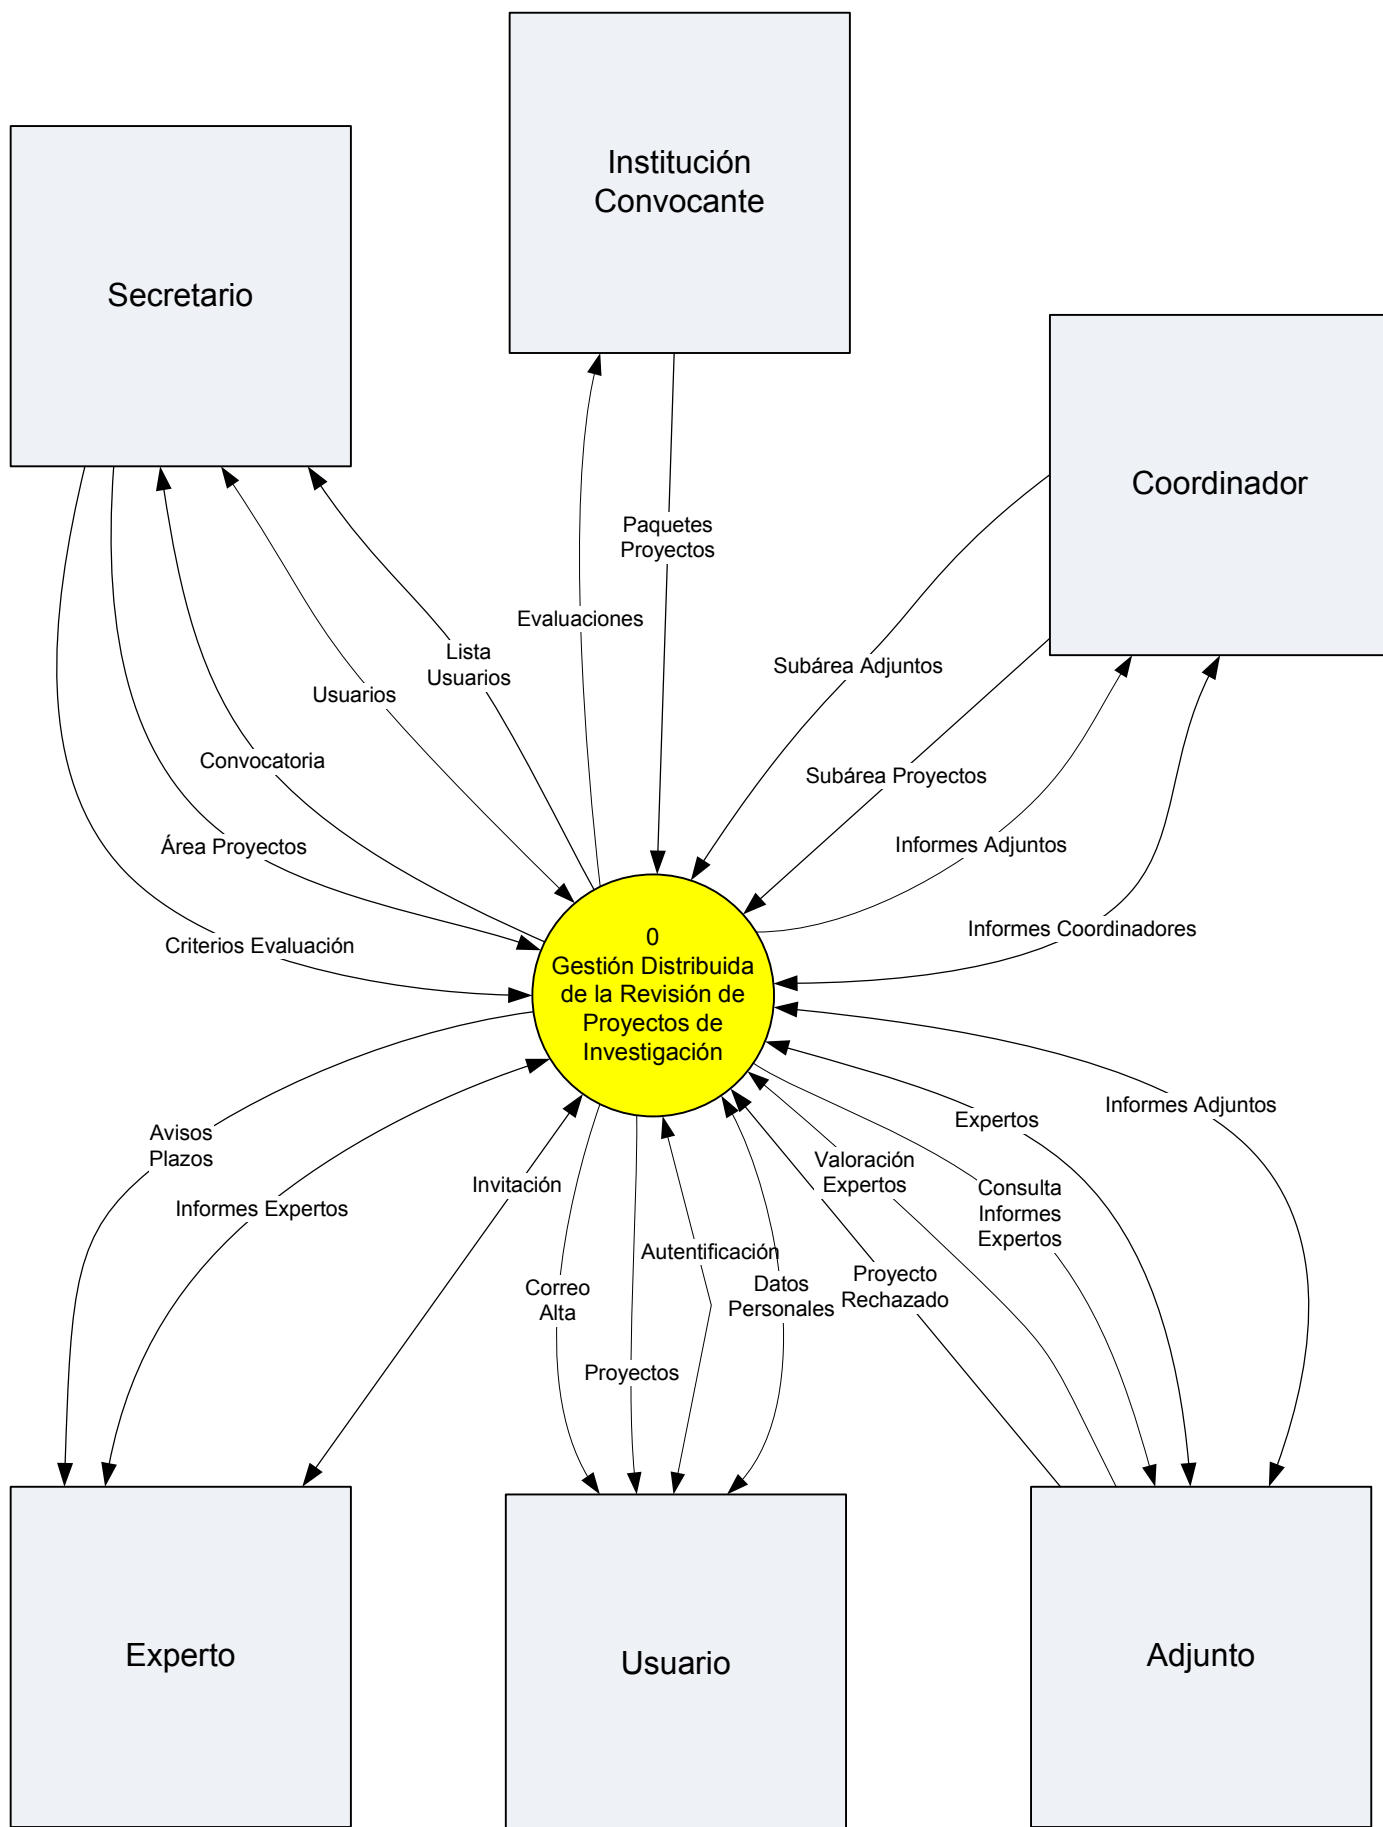 Institución
Convocante
Secretario
Coordinador
Paquetes
Proyectos
Evaluaciones
Lista
Usuarios
Usuarios
Subárea Adjuntos
Convocatoria
Subárea Proyectos
Área Proyectos
Informes Adjuntos
Criterios Evaluación
Informes Coordinadores
0
Gestión Distribuida
de la Revisión de
Proyectos de
Investigación
Avisos
Plazos
Informes Expertos
Invitación
Correo
Alta
Proyectos
Autentificación
Datos
Personales
Valoración
Expertos
Proyecto
Rechazado
Consulta
Informes
Expertos
Expertos
Informes Adjuntos
Experto
Usuario
Adjunto